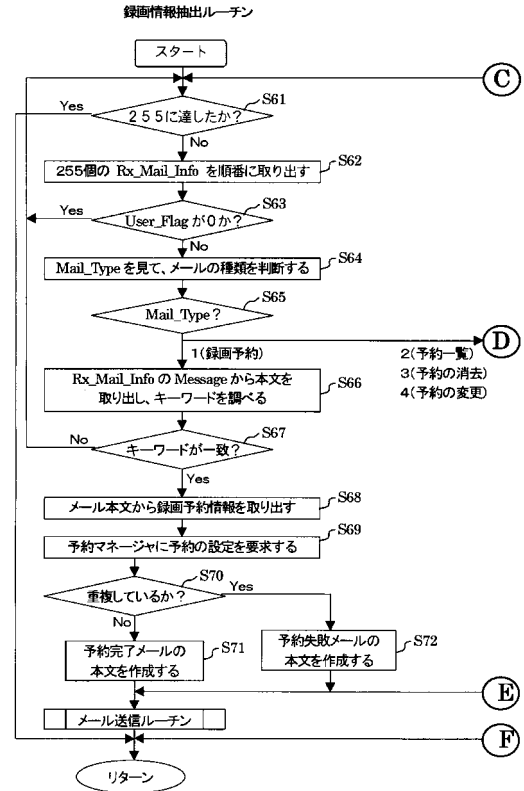 録画情報抽出ルーチン
スタート
C
Yes
S61
255に達したか?
No
S62
255個の Rx_Mail_Info を順番に取り出す
Yes
S63
User_Flag が0か?
No
S64
Mail_Type を見て、メールの種類を判断する
S65
Mail_Type?
D
1(録画予約)
2(予約一覧)
3(予約の消去)
4(予約の変更)
Rx_Mail_Info の Message から本文を
取り出し、キーワードを調べる
S66
No
S67
キーワードが一致?
Yes
メール本文から録画予約情報を取り出す
S68
S69
予約マネージャに予約の設定を要求する
S70
Yes
重複しているか?
No
予約完了メールの
本文を作成する
S71
予約失敗メールの
本文を作成する
S72
E
メール送信ルーチン
F
リターン